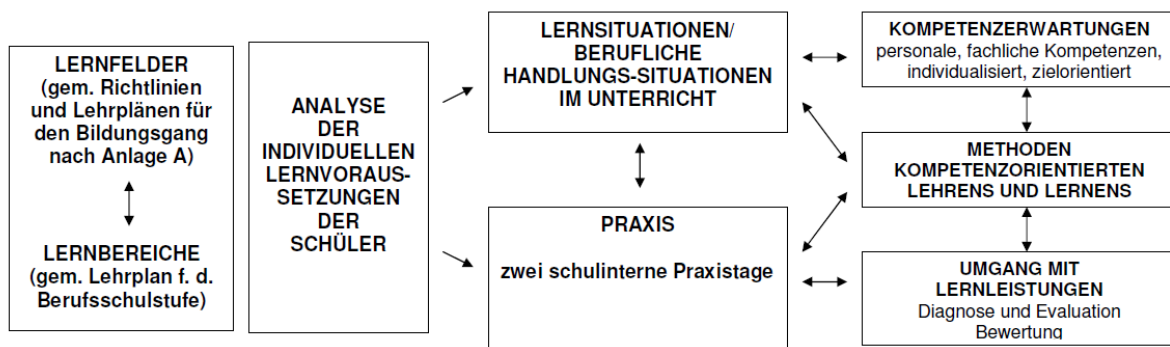 LERNFELDER
(gem. Richtlinien
und Lehrplänen für
den Bildungsgang
nach Anlage A)
LERNBEREICHE
(gem. Lehrplan f. d.
Berufsschulstufe)
ANALYSE
DER
INDIVIDUELLEN
LERNVORAUS-
SETZUNGEN
DER
SCHÜLER
LERNSITUATIONEN/
BERUFLICHE
HANDLUNGS-SITUATIONEN
IM UNTERRICHT
PRAXIS
zwei schulinterne Praxistage
KOMPETENZERWARTUNGEN
personale, fachliche Kompetenzen,
individualisiert, zielorientiert
METHODEN
KOMPETENZORIENTIERTEN
LEHRENS UND LERNENS
UMGANG MIT
LERNLEISTUNGEN
Diagnose und Evaluation
Bewertung